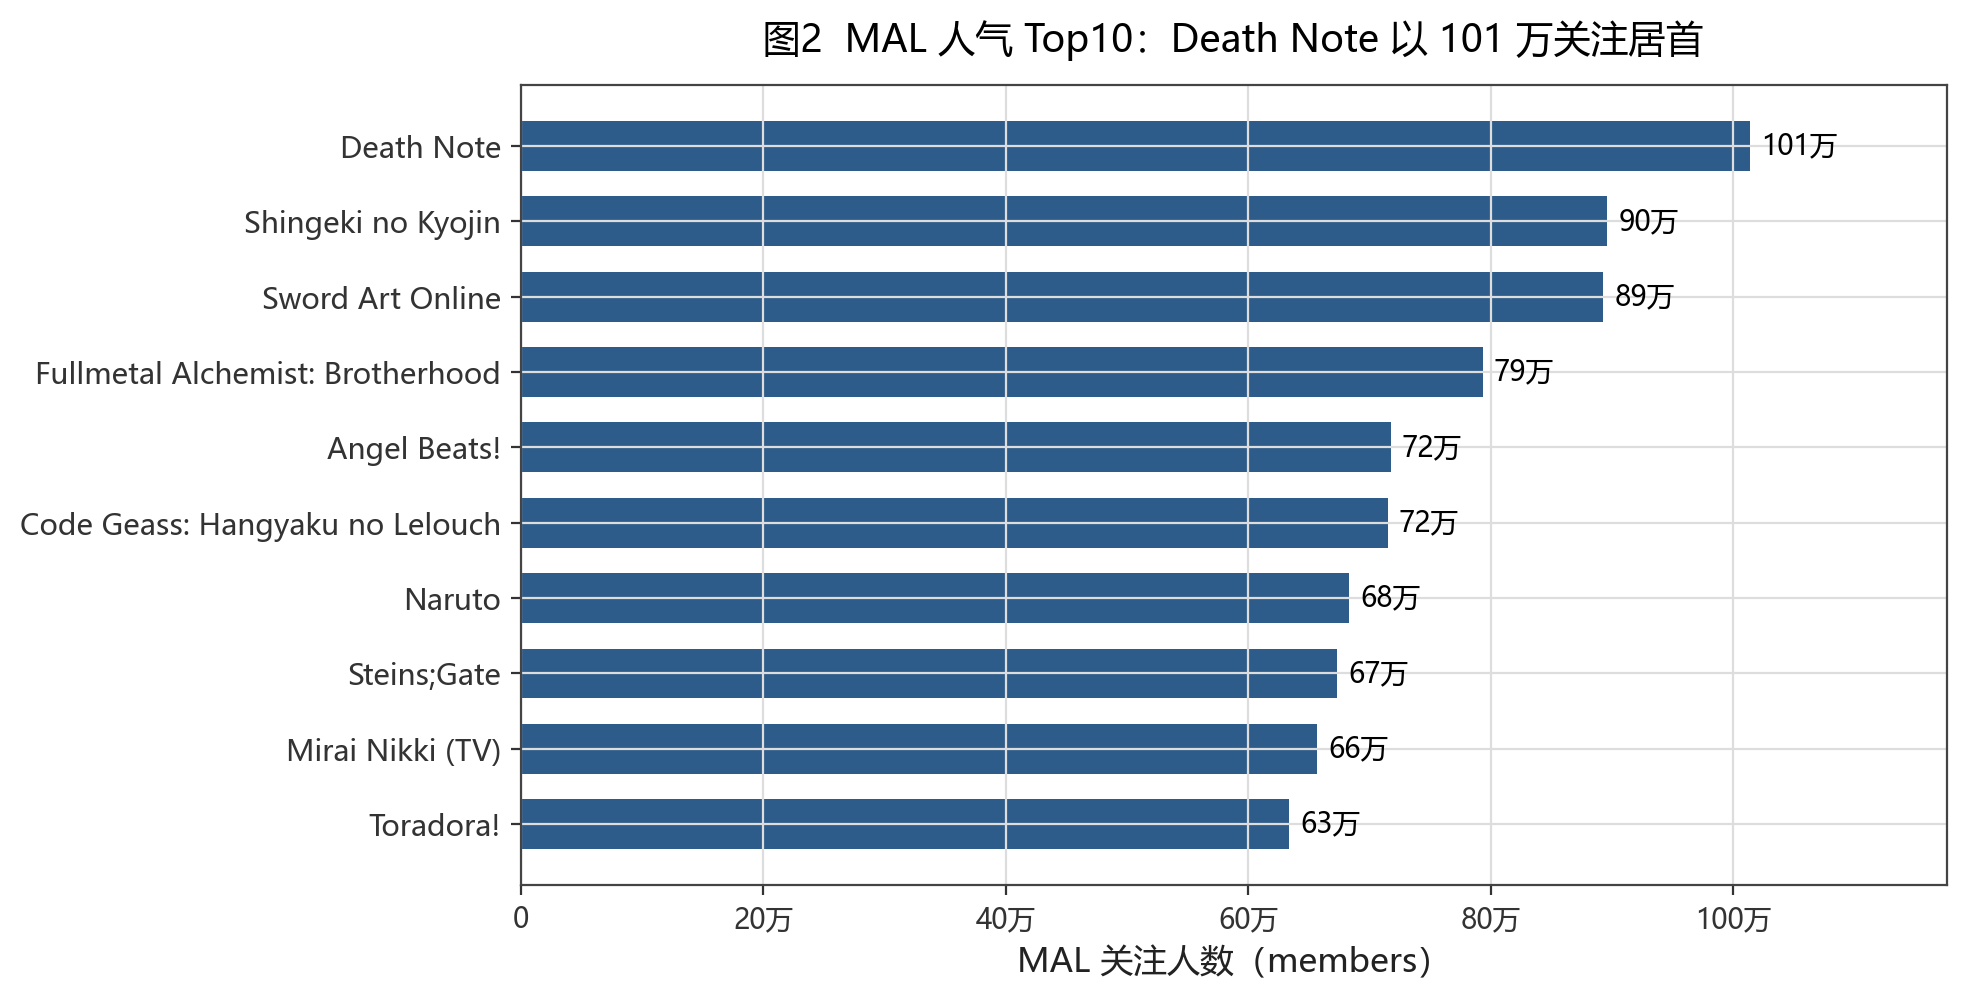 图2  MAL 人气 Top10：Death Note 以 101 万关注居首
Death Note 101万
Shingeki no Kyojin 90万
Sword Art Online 89万
Fullmetal Alchemist: Brotherhood 79万
Angel Beats! 72万
Code Geass: Hangyaku no Lelouch 72万
Naruto 68万
Steins;Gate 67万
Mirai Nikki (TV) 66万
Toradora! 63万
0 20万 40万 60万 80万 100万
MAL 关注人数（members）